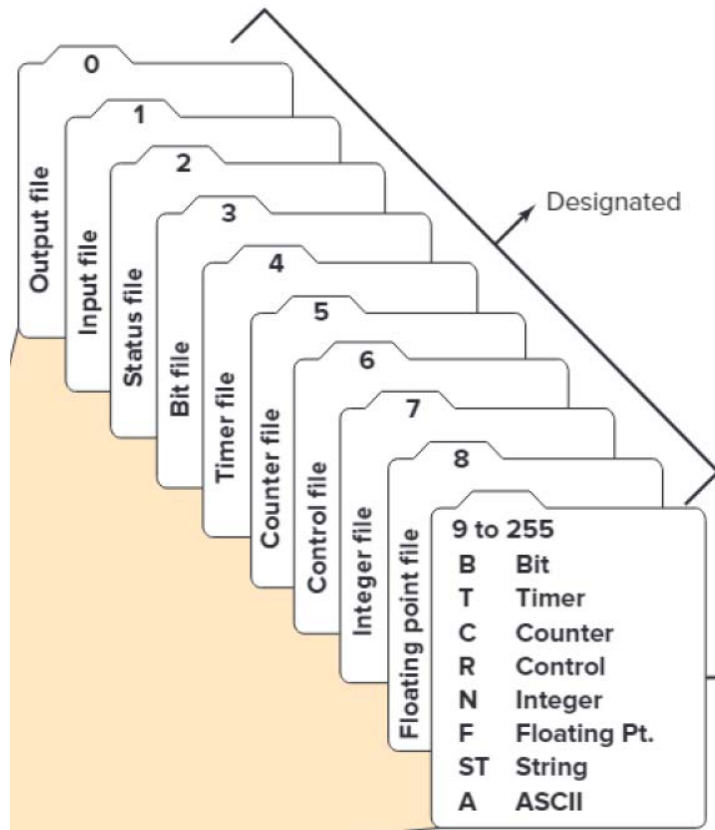 0
Output file
1
Input file
2
Status file
3
Bit file
4
Timer file
5
Counter file
6
Control file
7
Integer file
8
Floating point file
Designated
9 to 255
B Bit
T Timer
C Counter
R Control
N Integer
F Floating Pt.
ST String
A ASCII